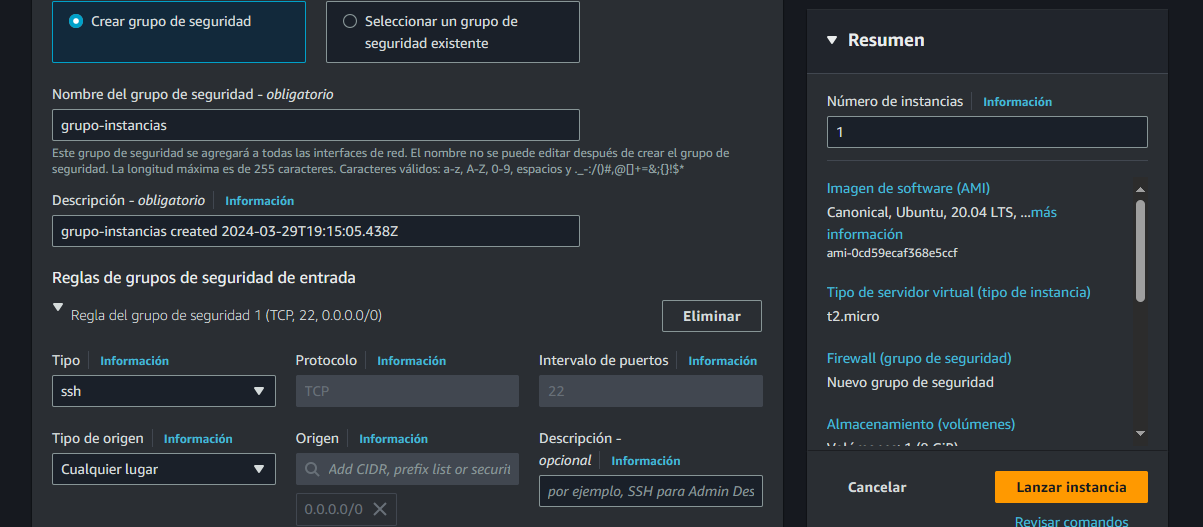 Crear grupo de seguridad
Seleccionar un grupo de
seguridad existente
Nombre del grupo de seguridad - obligatorio
grupo-instancias
Este grupo de seguridad se agregará a todas las interfaces de red. El nombre no se puede editar después de crear el grupo de
seguridad. La longitud máxima es de 255 caracteres. Caracteres válidos: a-z, A-Z, 0-9, espacios y ._-:/()#,@[]+=&;{}!$*
Descripción - obligatorio Información
grupo-instancias created 2024-03-29T19:15:05.438Z
Reglas de grupos de seguridad de entrada
Regla del grupo de seguridad 1 (TCP, 22, 0.0.0.0/0)
Eliminar
Tipo Información
Protocolo Información
Intervalo de puertos Información
ssh
TCP
22
Tipo de origen Información
Origen Información
Descripción -
opcional Información
Cualquier lugar
Add CIDR, prefix list or securit
por ejemplo, SSH para Admin Des
0.0.0.0/0
Resumen
Número de instancias Información
1
Imagen de software (AMI)
Canonical, Ubuntu, 20.04 LTS, ...más
información
ami-0cd59ecaf368e5ccf
Tipo de servidor virtual (tipo de instancia)
t2.micro
Firewall (grupo de seguridad)
Nuevo grupo de seguridad
Almacenamiento (volúmenes)
Cancelar
Lanzar instancia
Revisar comandos